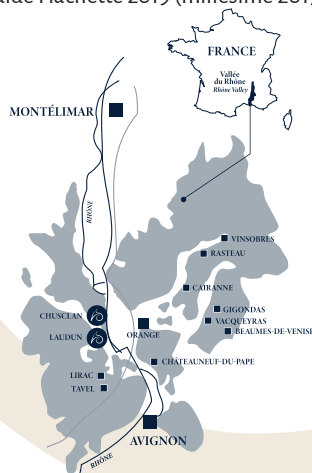 Guide Hachette 2019 (millésime 201
FRANCE
Vallée
du Rhône
Rhône Valley
MONTÉLIMAR
RHÔNE
VINSOBRES
RASTEAU
CAIRANNE
GIGONDAS
CHUSCLAN
VACQUEYRAS
BEAUMES-DE-VENISE
LAUDUN
ORANGE
CHÂTEAUNEUF-DU-PAPE
LIRAC
TAVEL
AVIGNON
RHÔNE